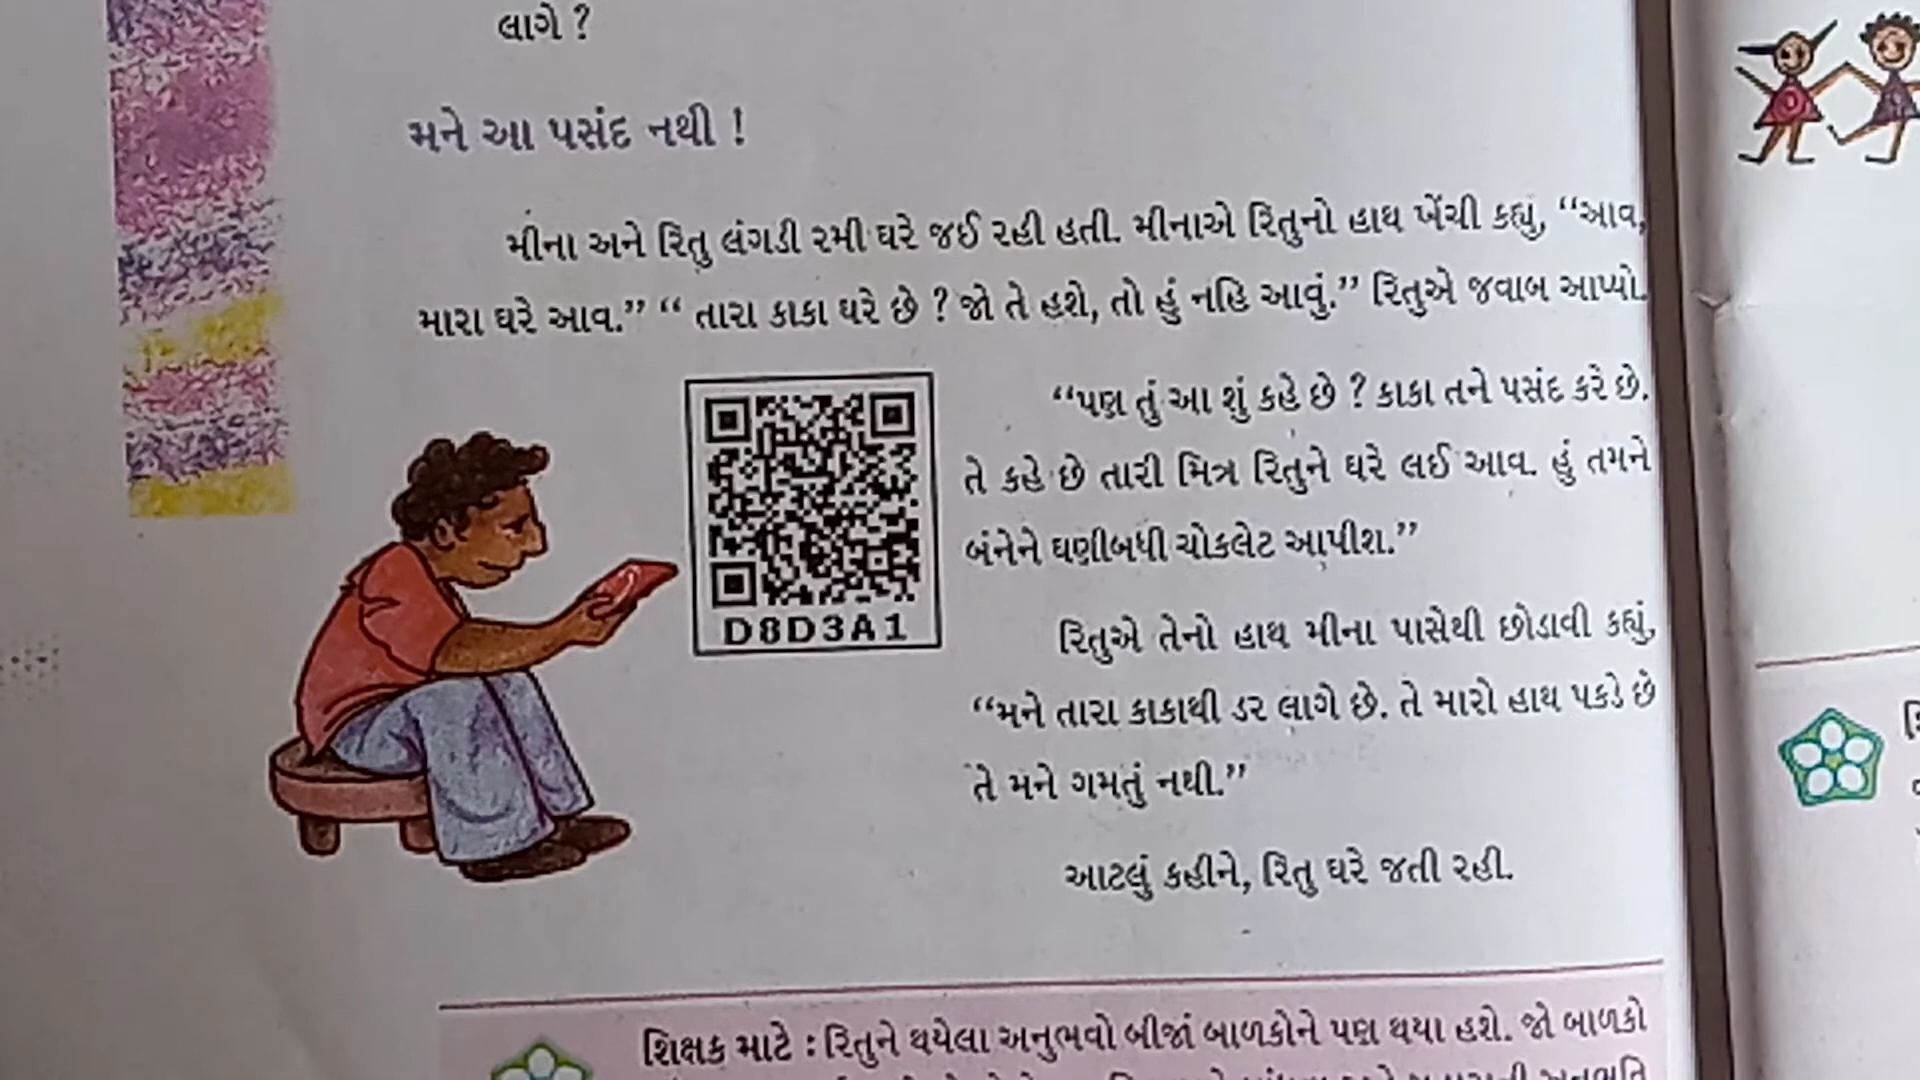 લાગે ?
મને આ પસંદ નથી !
મીના અને રિતુ લંગડી રમી ઘરે જઈ રહી હતી. મીનાએ રિતુનો હાથ ખેંચી કહ્યું, “આવ,
મારા ઘરે આવ.” “ તારા કાકા ઘરે છે ? જો તે હશે, તો હું નહિ આવું.” રિતુએ જવાબ આપ્યો.
“પણ તું આ શું કહે છે ? કાકા તને પસંદ કરે છે.
તે કહે છે તારી મિત્ર રિતુને ઘરે લઈ આવ. હું તમને
બંનેને ઘણીબધી ચોકલેટ આપીશ.”
D8D3A1
રિતુએ તેનો હાથ મીના પાસેથી છોડાવી કહ્યું,
“મને તારા કાકાથી ડર લાગે છે. તે મારો હાથ પકડે છે
તે મને ગમતું નથી.”
આટલું કહીને, રિતુ ઘરે જતી રહી.
શિક્ષક માટે : રિતુને થયેલા અનુભવો બીજાં બાળકોને પણ થયા હશે. જો બાળકો